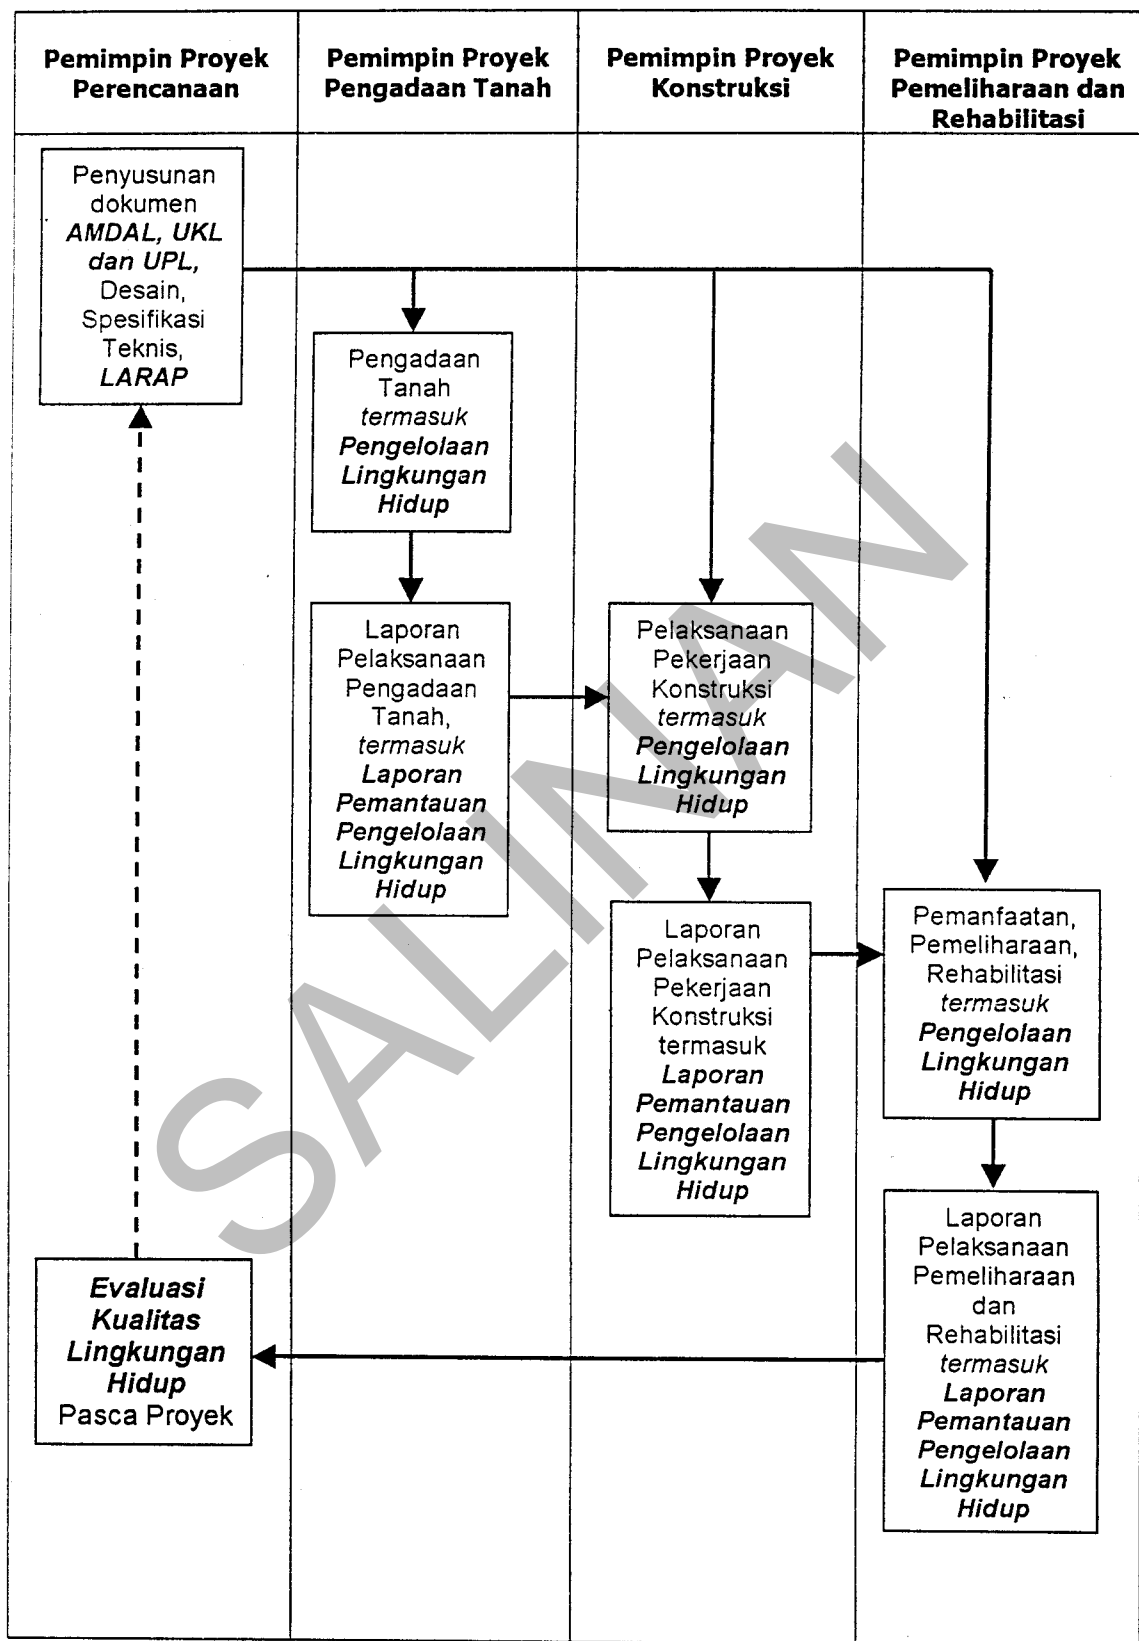 Pemimpin Proyek
Perencanaan
Pemimpin Proyek
Pengadaan Tanah
Pemimpin Proyek
Konstruksi
Pemimpin Proyek
Pemeliharaan dan
Rehabilitasi
Penyusunan
dokumen
AMDAL, UKL
dan UPL,
Desain,
Spesifikasi
Teknis,
LARAP
Pengadaan
Tanah
termasuk
Pengelolaan
Lingkungan
Hidup
Laporan
Pelaksanaan
Pengadaan
Tanah,
termasuk
Laporan
Pemantauan
Pengelolaan
Lingkungan
Hidup
Pelaksanaan
Pekerjaan
Konstruksi
termasuk
Pengelolaan
Lingkungan
Hidup
Laporan
Pelaksanaan
Pekerjaan
Konstruksi
termasuk
Laporan
Pemantauan
Pengelolaan
Lingkungan
Hidup
Pemanfaatan,
Pemeliharaan,
Rehabilitasi
termasuk
Pengelolaan
Lingkungan
Hidup
Laporan
Pelaksanaan
Pemeliharaan
dan
Rehabilitasi
termasuk
Laporan
Pemantauan
Pengelolaan
Lingkungan
Hidup
Evaluasi
Kualitas
Lingkungan
Hidup
Pasca Proyek
SALINAN